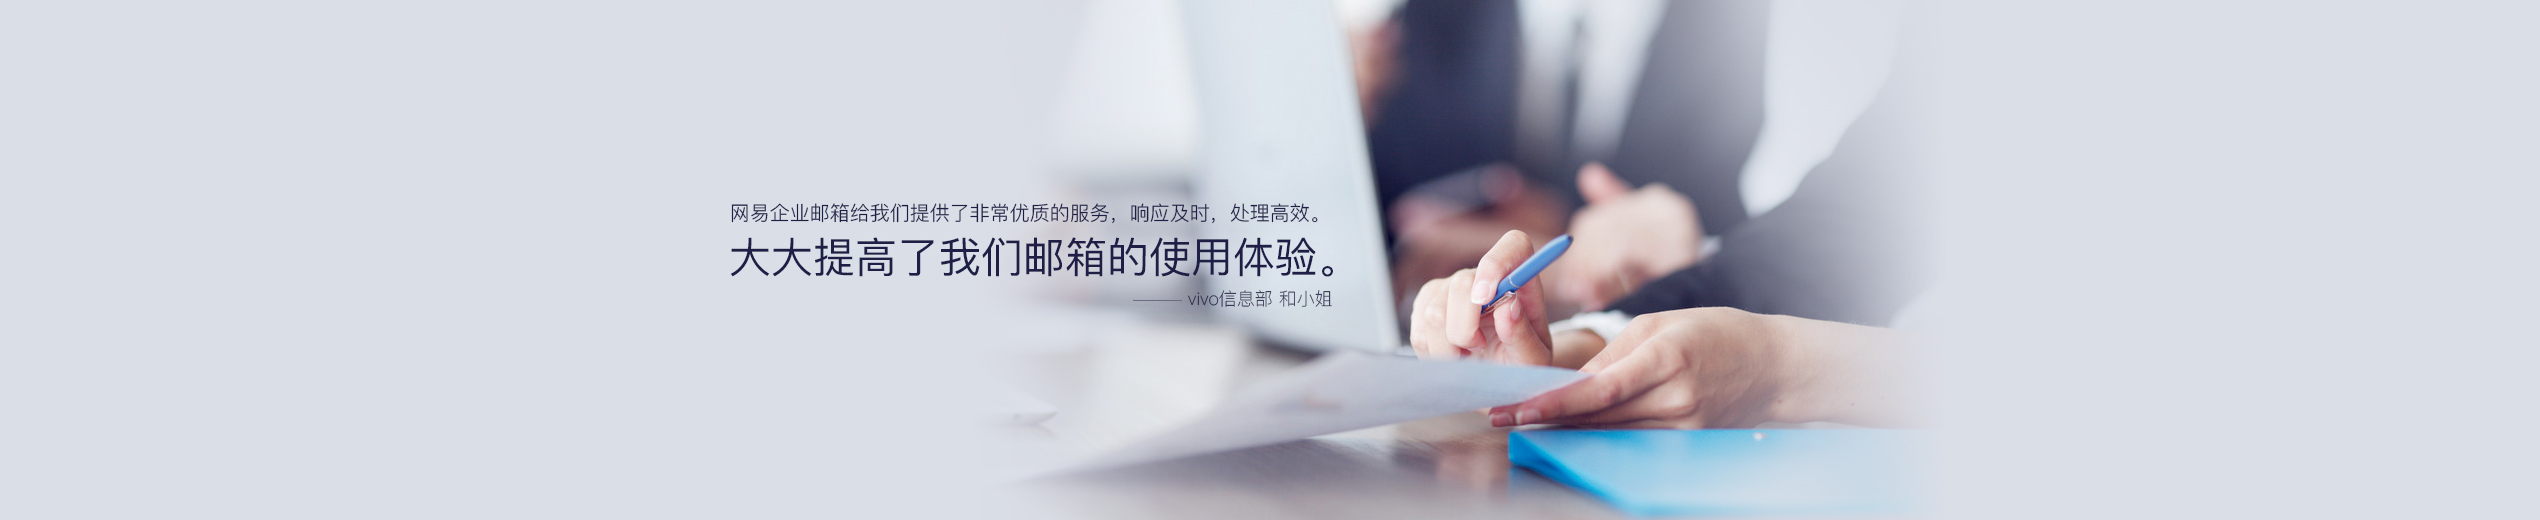 网易企业邮箱给我们提供了非常优质的服务，响应及时，处理高效。
大大提高了我们邮箱的使用体验。
——— vivo信息部 和小姐